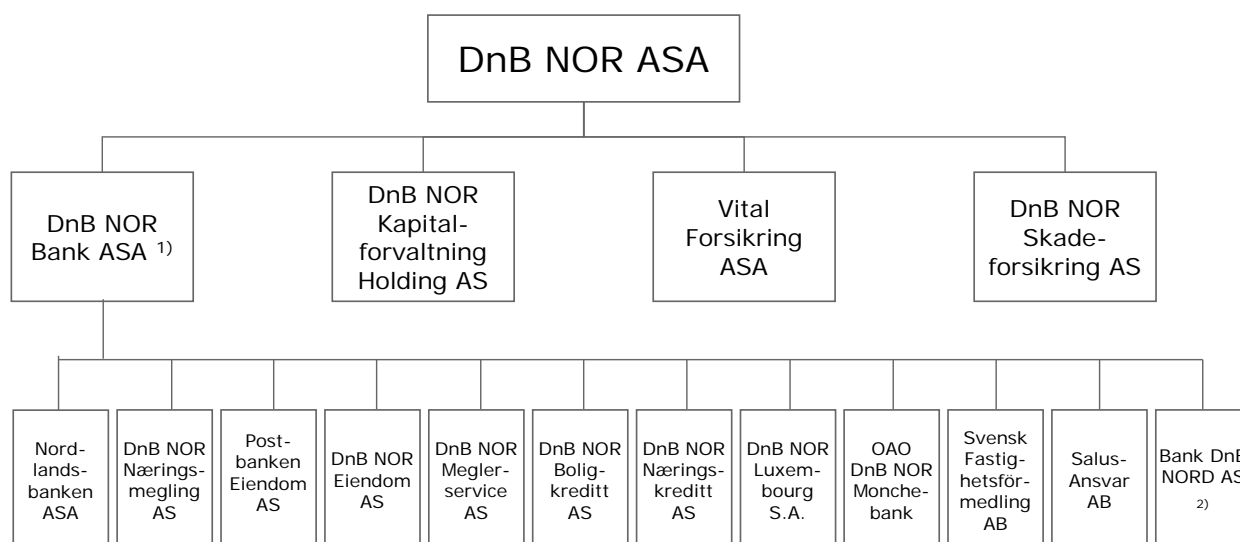 DnB NOR ASA
DnB NOR
Bank ASA 1)
DnB NOR
Kapital-
forvaltning
Holding AS
Vital
Forsikring
ASA
DnB NOR
Skade-
forsikring AS
Nord-
lands-
banken
ASA
DnB NOR
Nærings-
megling
AS
Post-
banken
Eiendom
AS
DnB NOR
Eiendom
AS
DnB NOR
Megler-
service
AS
DnB NOR
Bolig-
kreditt
AS
DnB NOR
Nærings-
kreditt
AS
DnB NOR
Luxem-
bourg
S.A.
OAO
DnB NOR
Monche-
bank
Svensk
Fastig-
hetsför-
medling
AB
Salus-
Ansvar
AB
Bank DnB
NORD AS
2)